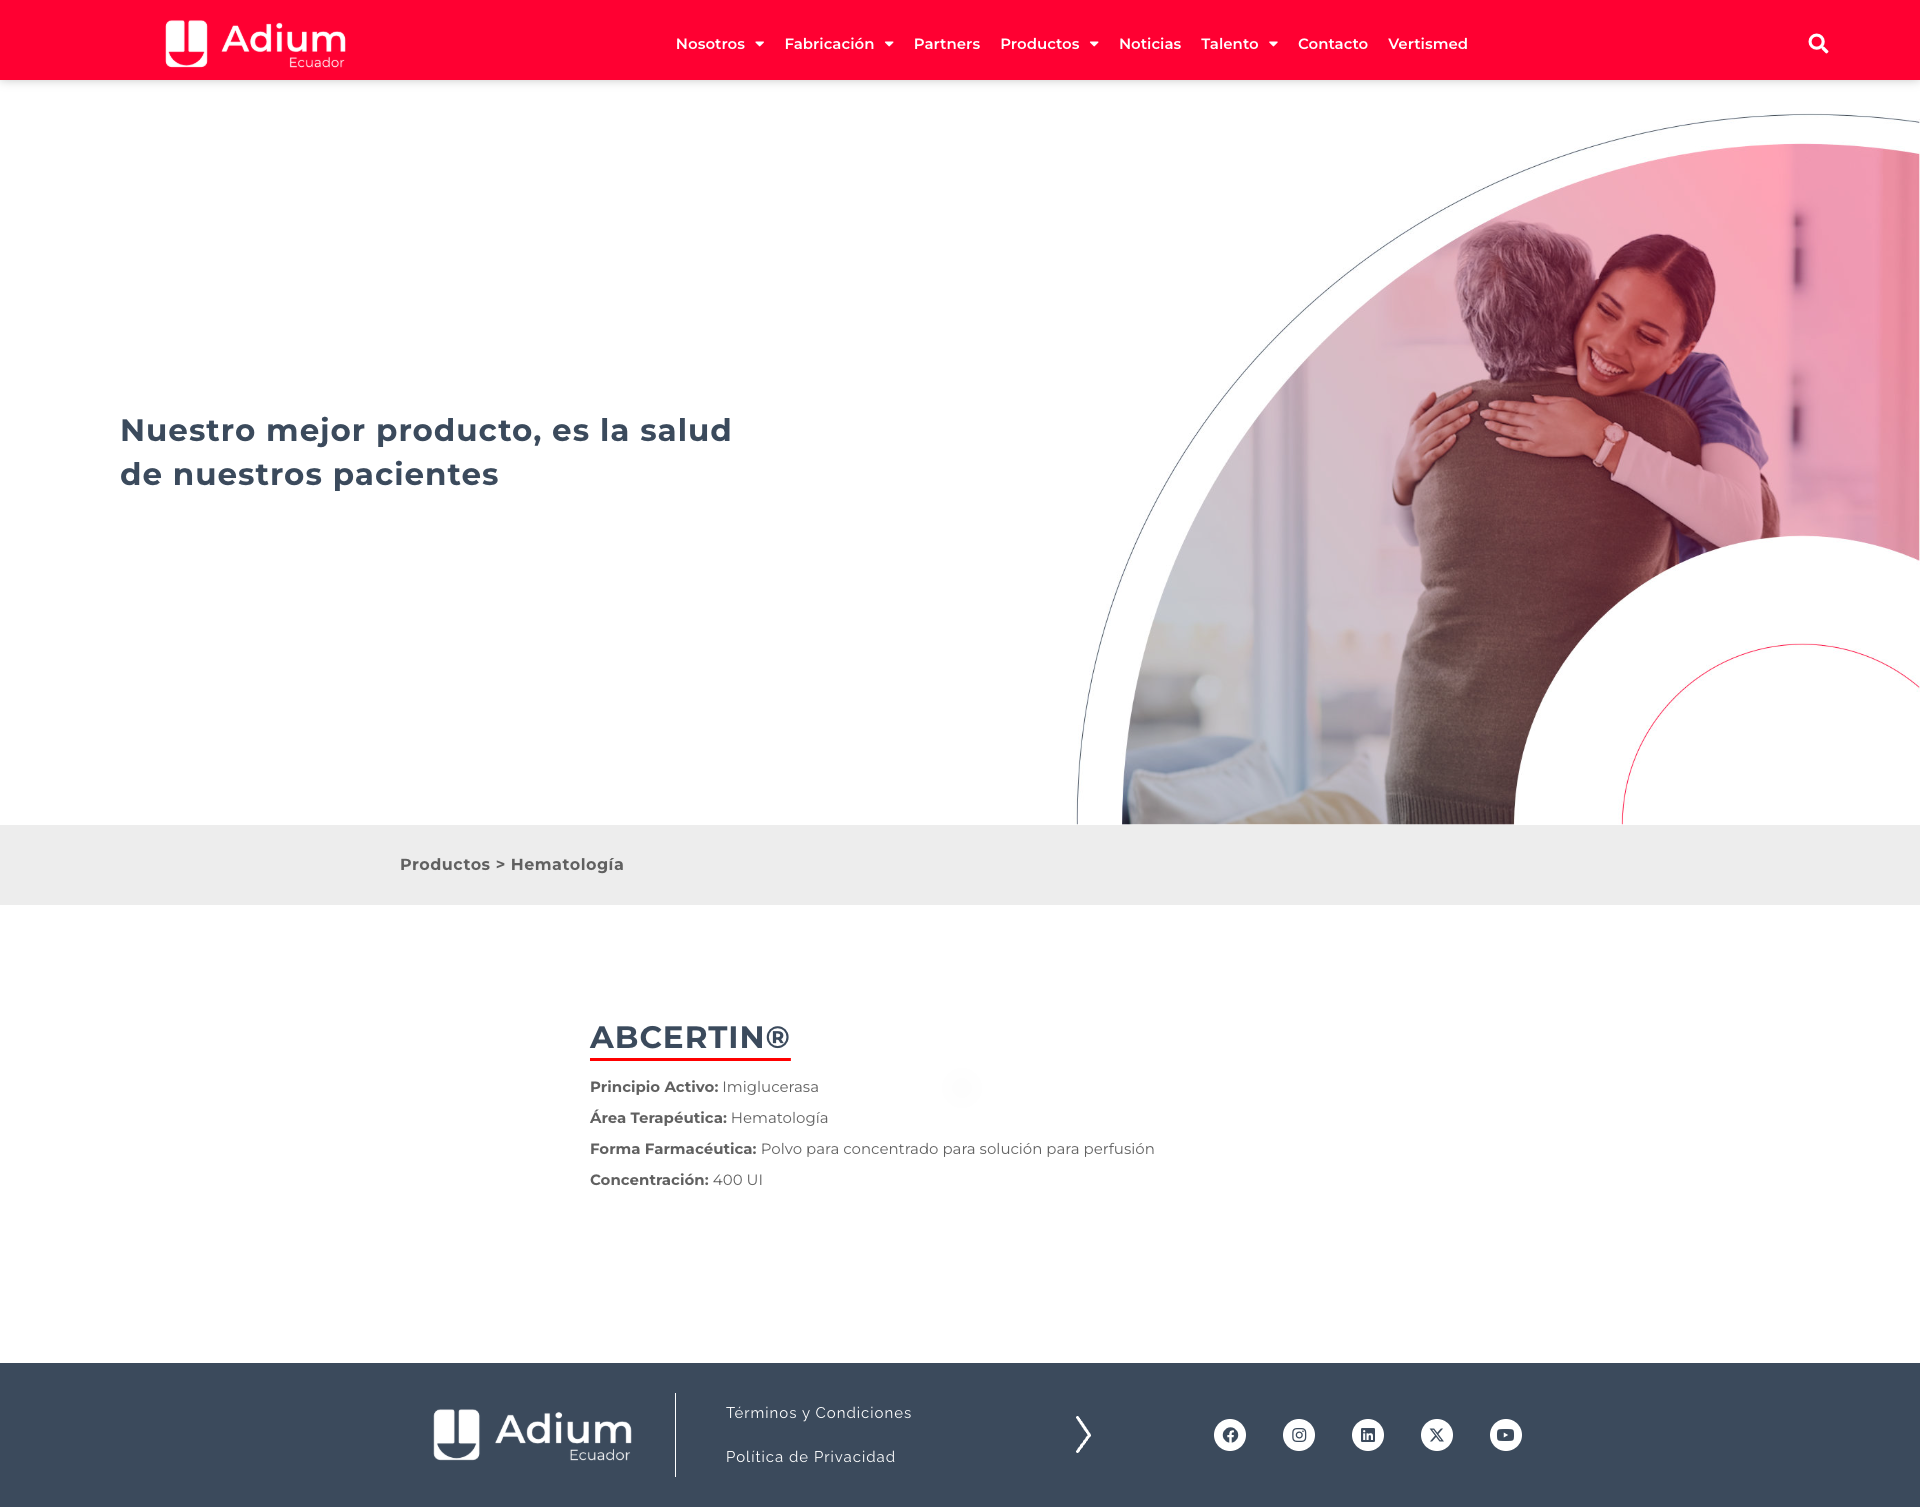 Adium
Ecuador
Nosotros
Fabricación
Partners
Productos
Noticias
Talento
Contacto
Vertismed
Nuestro mejor producto, es la salud
de nuestros pacientes
Productos > Hematología
ABCERTIN®
Principio Activo: Imiglucerasa
Área Terapéutica: Hematología
Forma Farmacéutica: Polvo para concentrado para solución para perfusión
Concentración: 400 UI
Adium
Ecuador
Términos y Condiciones
Política de Privacidad